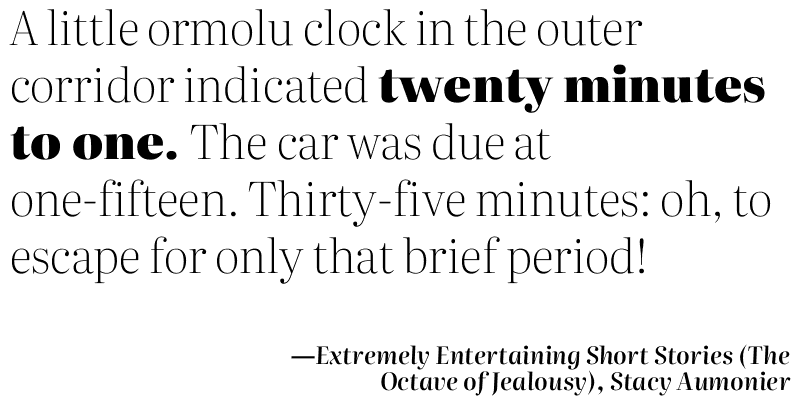 A little ormolu clock in the outer
corridor indicated twenty minutes
to one. The car was due at
one-fifteen. Thirty-five minutes: oh, to
escape for only that brief period!
—Extremely Entertaining Short Stories (The
Octave of Jealousy), Stacy Aumonier